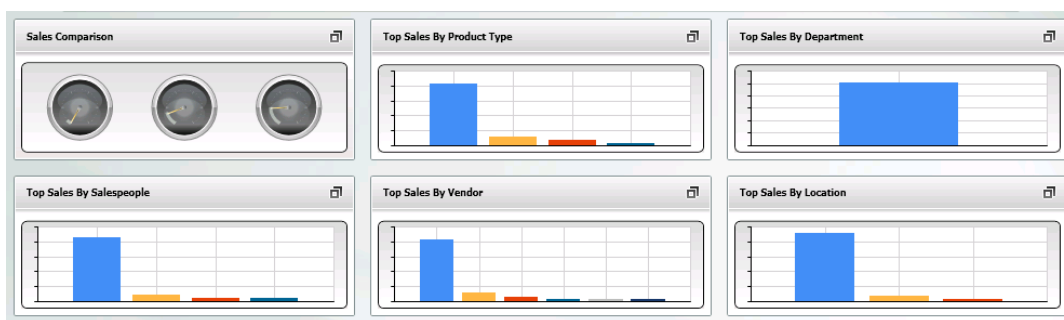 Sales Comparison
Top Sales By Product Type
Top Sales By Department
Top Sales By Salespeople
Top Sales By Vendor
Top Sales By Location